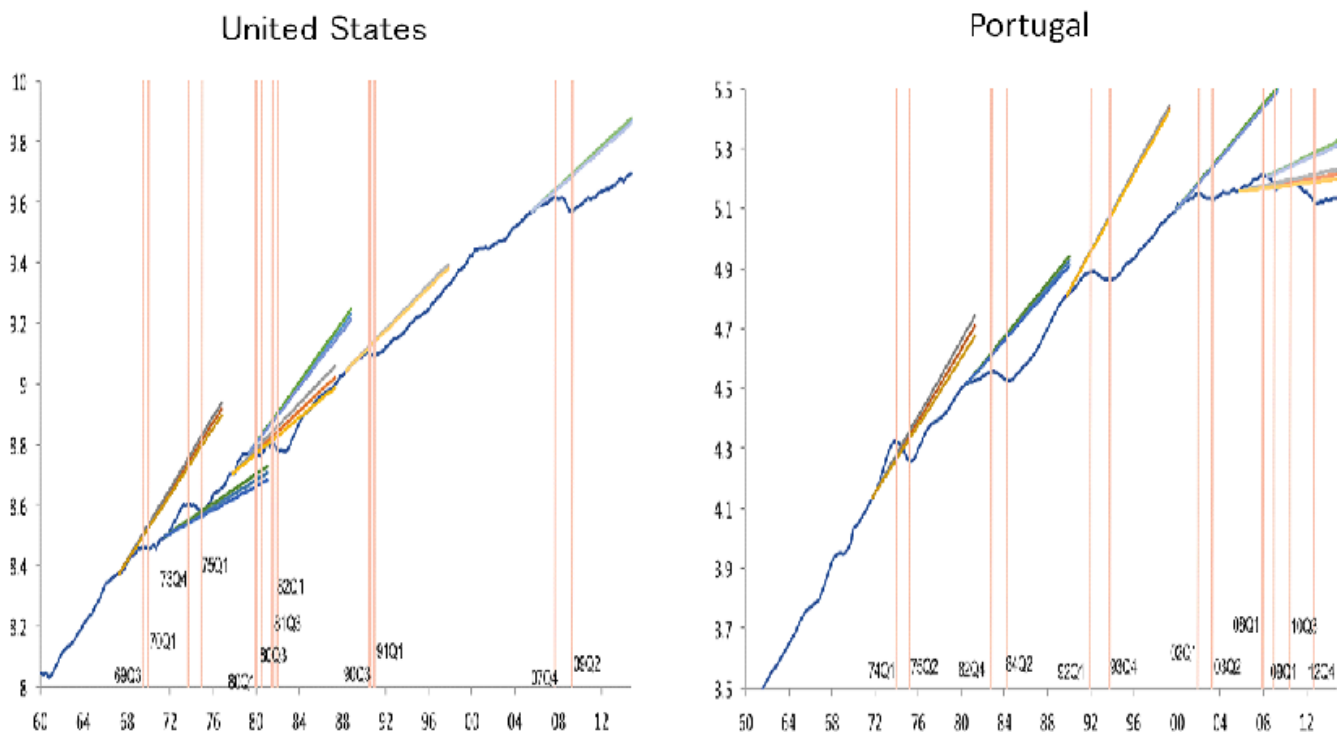 United States
Portugal
10
9.8
9.6
9.4
9.2
9
8.8
8.6
8.4
8.2
8
69Q3
70Q1
73Q4
75Q1
80Q1
80Q3
81Q3
82Q1
90Q3
91Q1
07Q4
09Q2
60 64 68 72 76 80 84 88 92 96 00 04 08 12
5.5
5.3
5.1
4.9
4.7
4.5
4.3
4.1
3.9
3.7
3.5
74Q1
75Q2
82Q4
84Q2
92Q1
93Q4
02Q1
03Q2
08Q1
09Q1
10Q3
12Q4
60 64 68 72 76 80 84 88 92 96 00 04 08 12